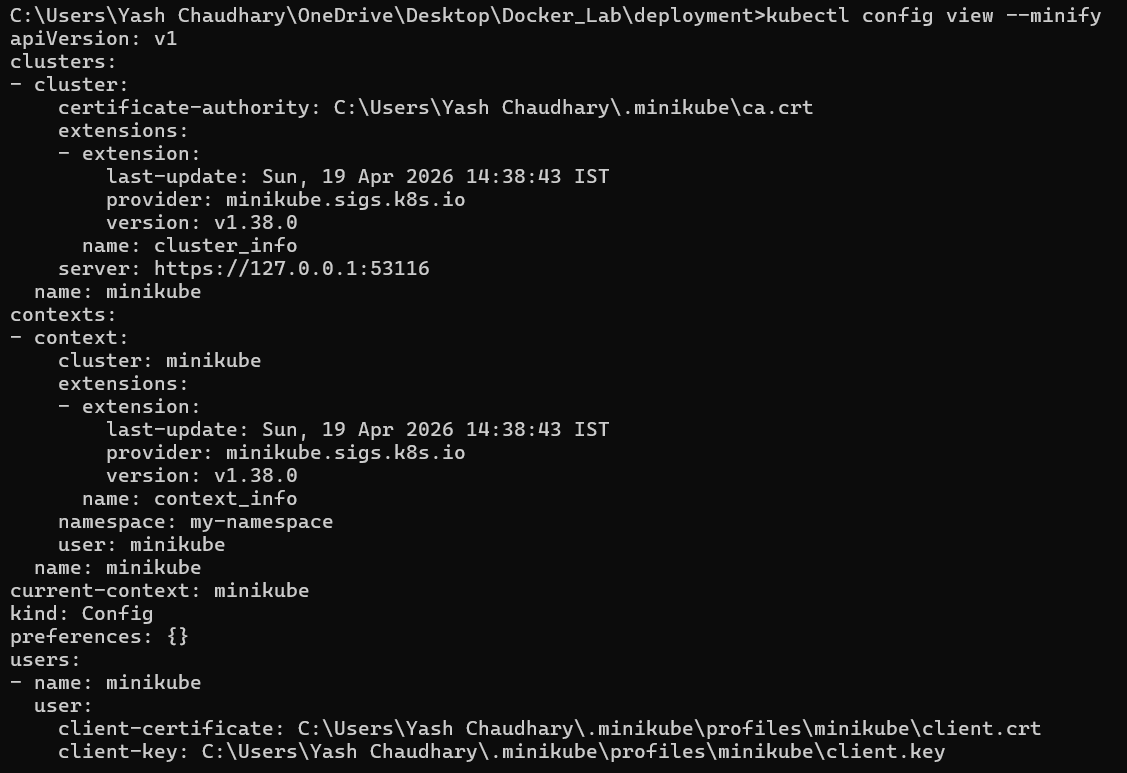 C:\Users\Yash Chaudhary\OneDrive\Desktop\Docker_Lab\deployment>kubectl config view --minify
apiVersion: v1
clusters:
- cluster:
    certificate-authority: C:\Users\Yash Chaudhary\.minikube\ca.crt
    extensions:
    - extension:
        last-update: Sun, 19 Apr 2026 14:38:43 IST
        provider: minikube.sigs.k8s.io
        version: v1.38.0
      name: cluster_info
    server: https://127.0.0.1:53116
  name: minikube
contexts:
- context:
    cluster: minikube
    extensions:
    - extension:
        last-update: Sun, 19 Apr 2026 14:38:43 IST
        provider: minikube.sigs.k8s.io
        version: v1.38.0
      name: context_info
    namespace: my-namespace
    user: minikube
  name: minikube
current-context: minikube
kind: Config
preferences: {}
users:
- name: minikube
  user:
    client-certificate: C:\Users\Yash Chaudhary\.minikube\profiles\minikube\client.crt
    client-key: C:\Users\Yash Chaudhary\.minikube\profiles\minikube\client.key